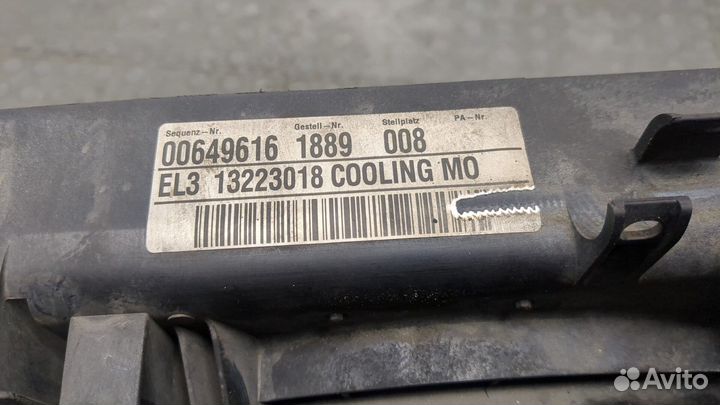 Sequenz-Nr. Gestell-Nr. Stellplatz PA-Nr.
00649616 1889 008
EL3 13223018 COOLING MO
Avito